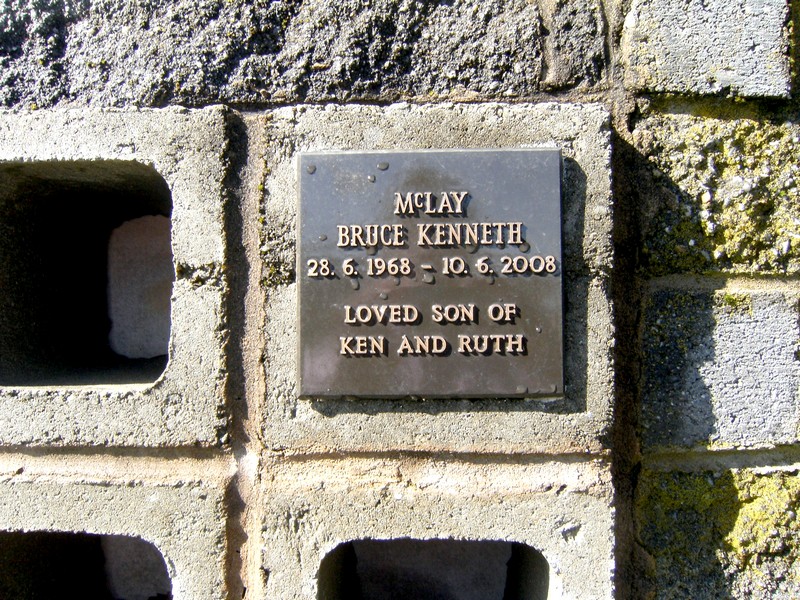 McLAY
BRUCE KENNETH
28. 6. 1968 – 10. 6. 2008
LOVED SON OF
KEN AND RUTH